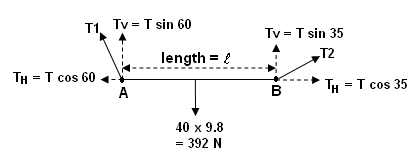 T1
Tv = T sin 60
Tv = T sin 35
T2
length = ℓ
TH = T cos 60
A
B
TH = T cos 35
40 x 9.8
= 392 N